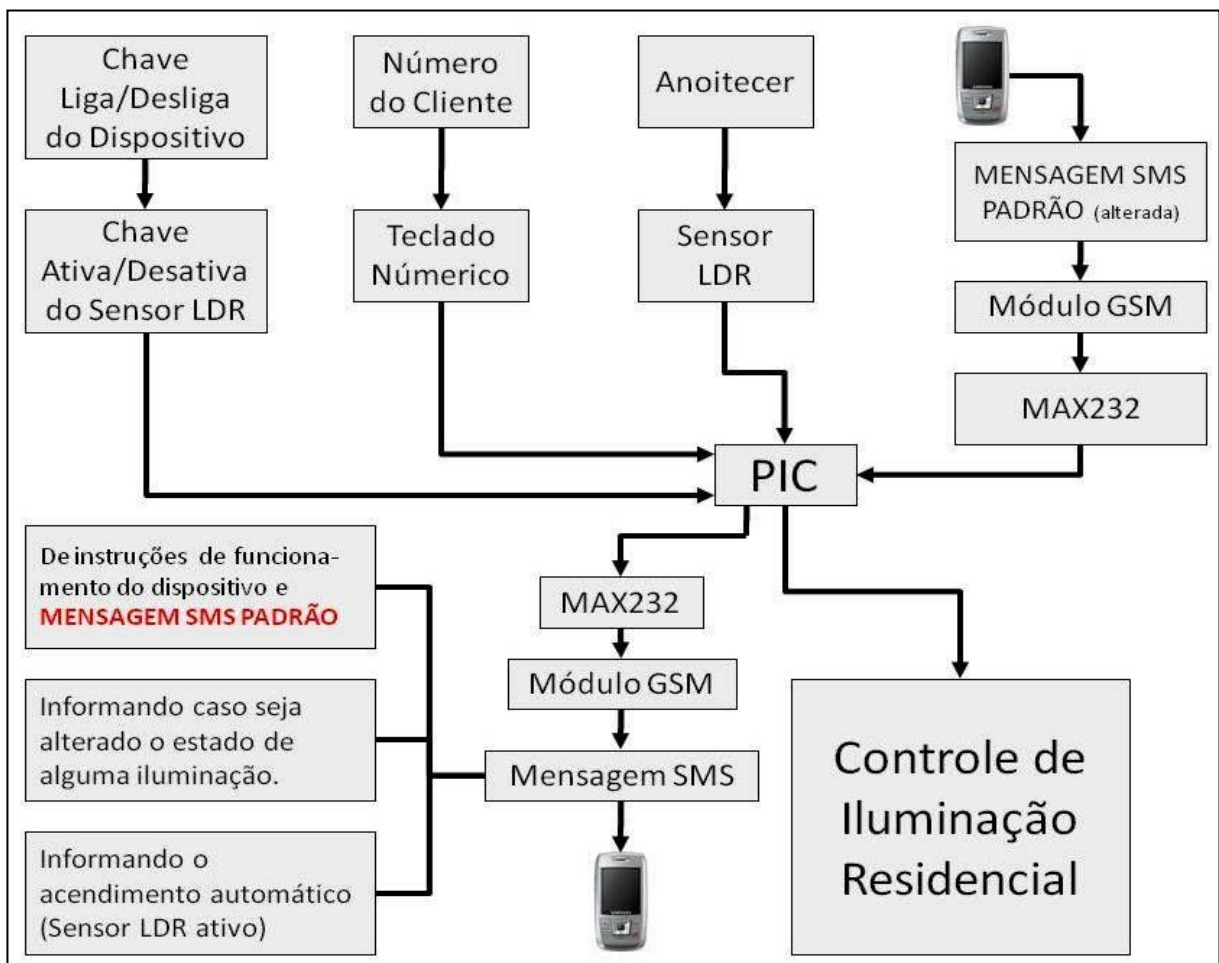 Chave
Liga/Desliga
do Dispositivo
Número
do Cliente
Anoitecer
MENSAGEM SMS
PADRÃO (alterada)
Chave
Ativa/Desativa
do Sensor LDR
Teclado
Númerico
Sensor
LDR
Módulo GSM
MAX232
PIC
De instruções de funciona-
mento do dispositivo e
MENSAGEM SMS PADRÃO
Informando caso seja
alterado o estado de
alguma iluminação.
Informando o
acendimento automático
(Sensor LDR ativo)
MAX232
Módulo GSM
Mensagem SMS
Controle de
Iluminação
Residencial